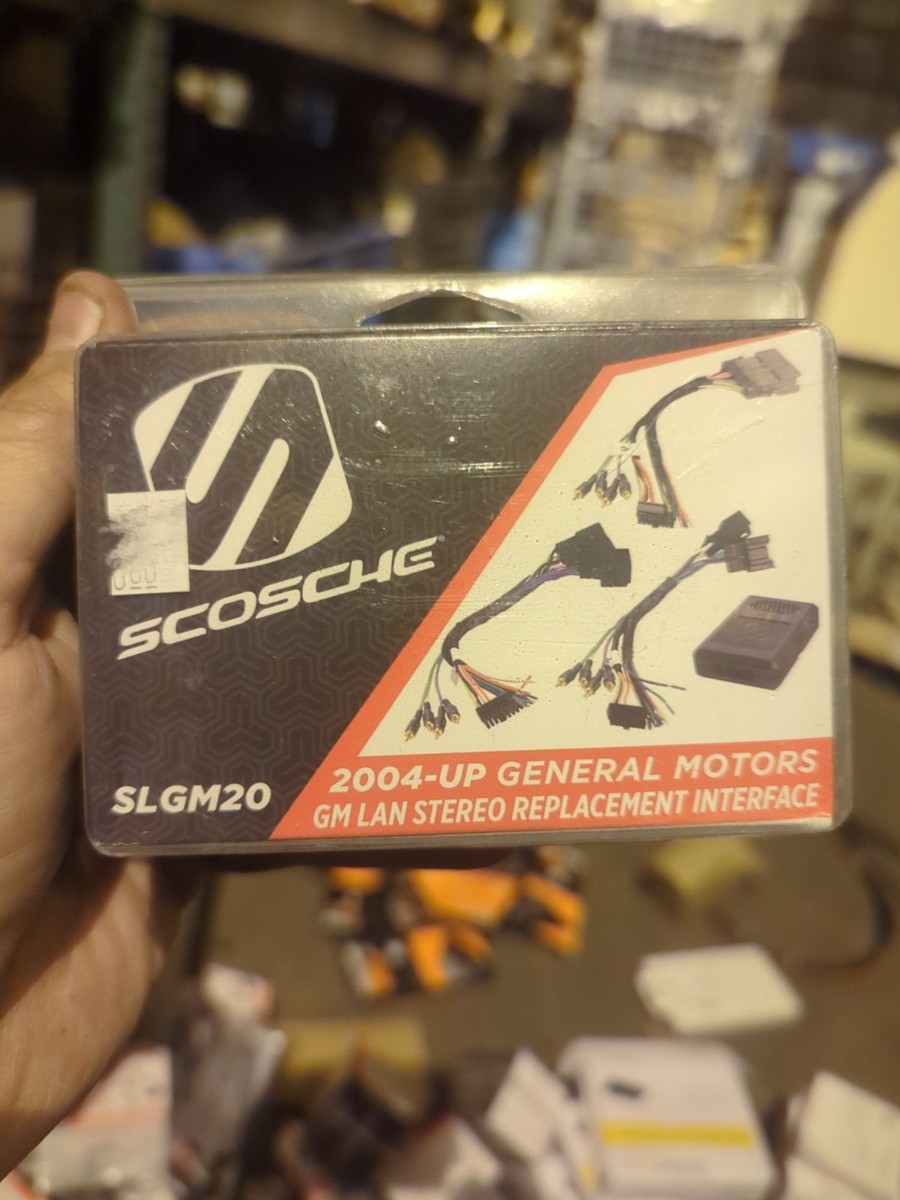 SCOSCHE
SLGM20
2004-UP GENERAL MOTORS
GM LAN STEREO REPLACEMENT INTERFACE